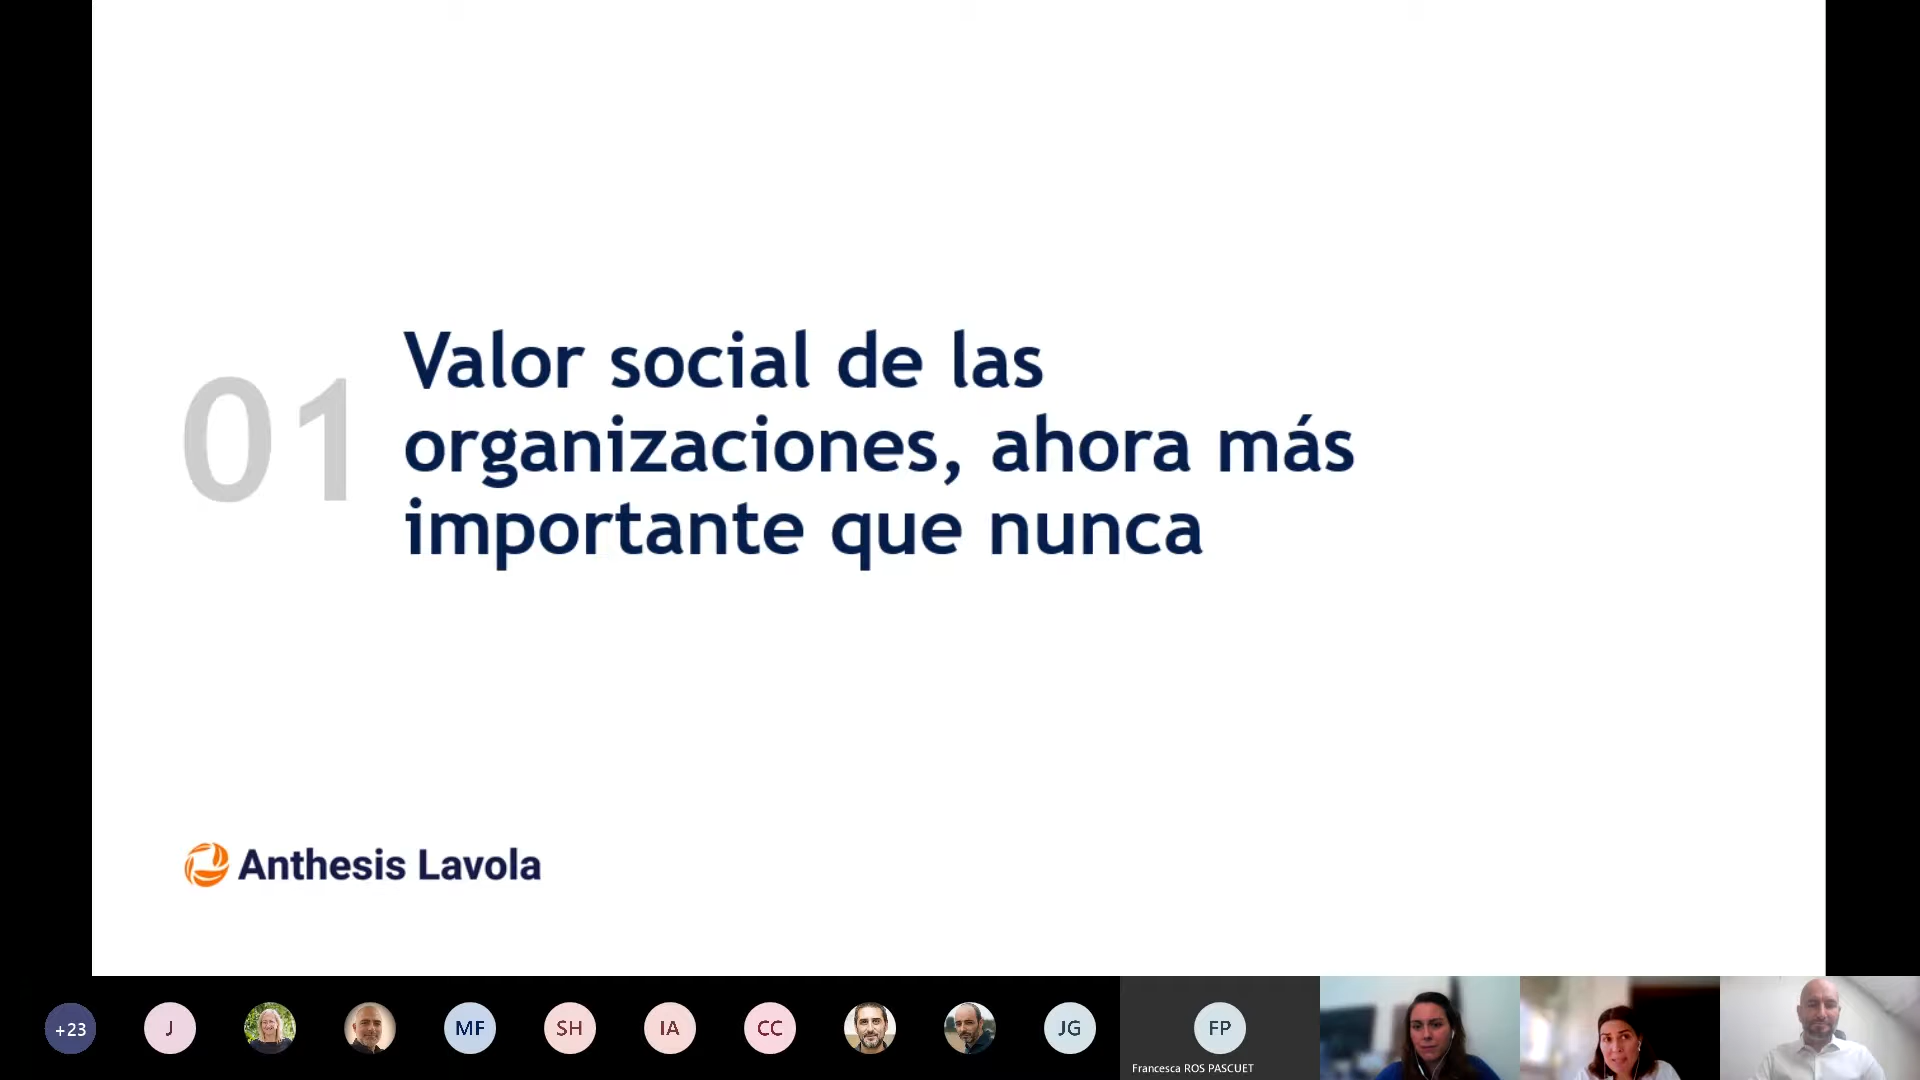 01
Valor social de las
organizaciones, ahora más
importante que nunca
Anthesis Lavola
+23
J
MF
SH
IA
CC
JG
FP
Francesca ROS PASCUET